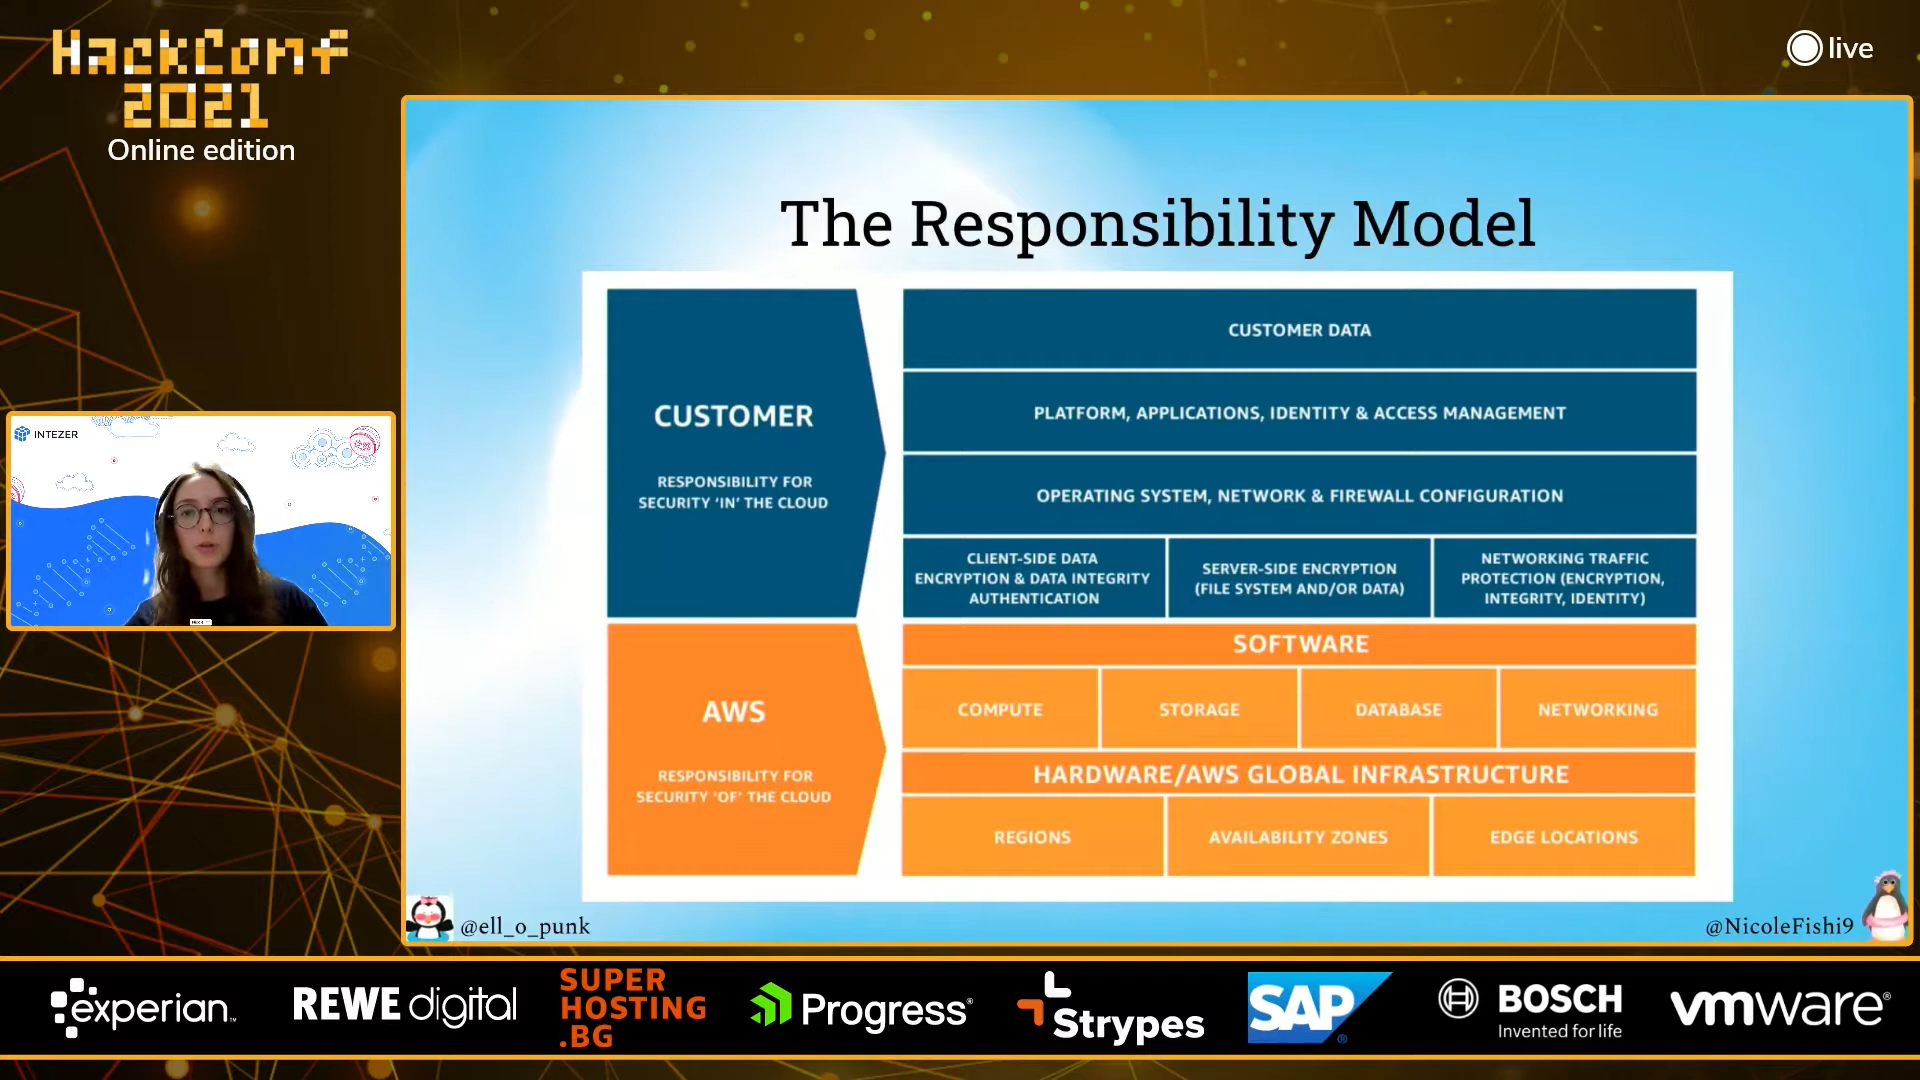 HackConf
2021
Online edition
live
INTEZER
The Responsibility Model
CUSTOMER
RESPONSIBILITY FOR
SECURITY ‘IN’ THE CLOUD
CUSTOMER DATA
PLATFORM, APPLICATIONS, IDENTITY & ACCESS MANAGEMENT
OPERATING SYSTEM, NETWORK & FIREWALL CONFIGURATION
CLIENT-SIDE DATA
ENCRYPTION & DATA INTEGRITY
AUTHENTICATION
SERVER-SIDE ENCRYPTION
(FILE SYSTEM AND/OR DATA)
NETWORKING TRAFFIC
PROTECTION (ENCRYPTION,
INTEGRITY, IDENTITY)
AWS
RESPONSIBILITY FOR
SECURITY ‘OF’ THE CLOUD
SOFTWARE
COMPUTE
STORAGE
DATABASE
NETWORKING
HARDWARE/AWS GLOBAL INFRASTRUCTURE
REGIONS
AVAILABILITY ZONES
EDGE LOCATIONS
@ell_o_punk
@NicoleFishi9
experian™
REWE digital
SUPER
HOSTING
.BG
Progress®
Strypes
SAP®
BOSCH
Invented for life
vmware®